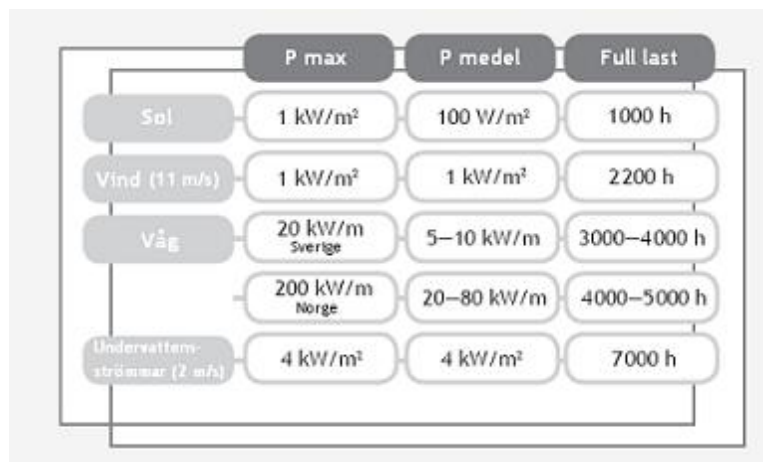 P max P medel Full last
Sol 1 kW/m² 100 W/m² 1000 h
Vind (11 m/s) 1 kW/m² 1 kW/m² 2200 h
Våg 20 kW/m 5–10 kW/m 3000–4000 h
Sverige
200 kW/m 20–80 kW/m 4000–5000 h
Norge
Undervattens-
strömmar (2 m/s) 4 kW/m² 4 kW/m² 7000 h